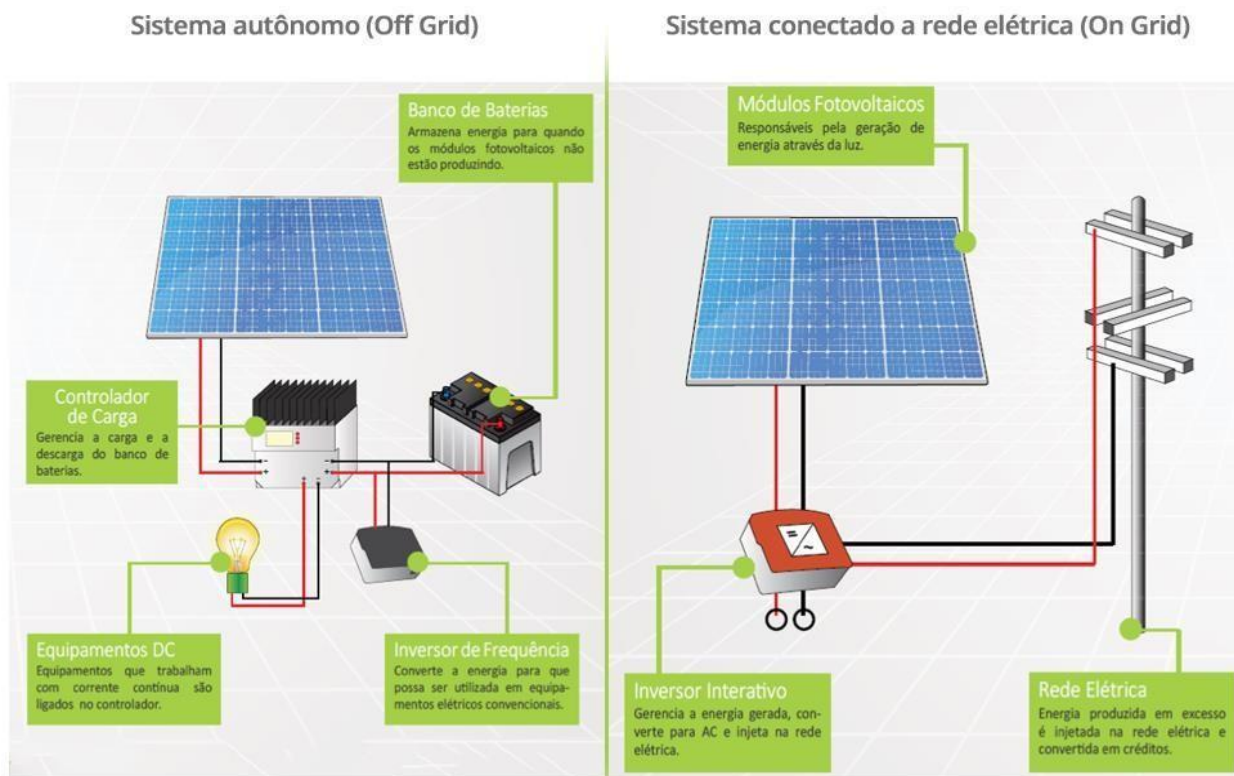 Sistema autônomo (Off Grid)
Banco de Baterias
Armazena energia para quando
os módulos fotovoltaicos não
estão produzindo.
Controlador
de Carga
Gerencia a carga e a
descarga do banco de
baterias.
Equipamentos DC
Equipamentos que trabalham
com corrente contínua são
ligados no controlador.
Inversor de Frequência
Converte a energia para que
possa ser utilizada em equipa-
mentos elétricos convencionais.
Sistema conectado a rede elétrica (On Grid)
Módulos Fotovoltaicos
Responsáveis pela geração de
energia através da luz.
Inversor Interativo
Gerencia a energia gerada, con-
verte para AC e injeta na rede
elétrica.
Rede Elétrica
Energia produzida em excesso
é injetada na rede elétrica e
convertida em créditos.